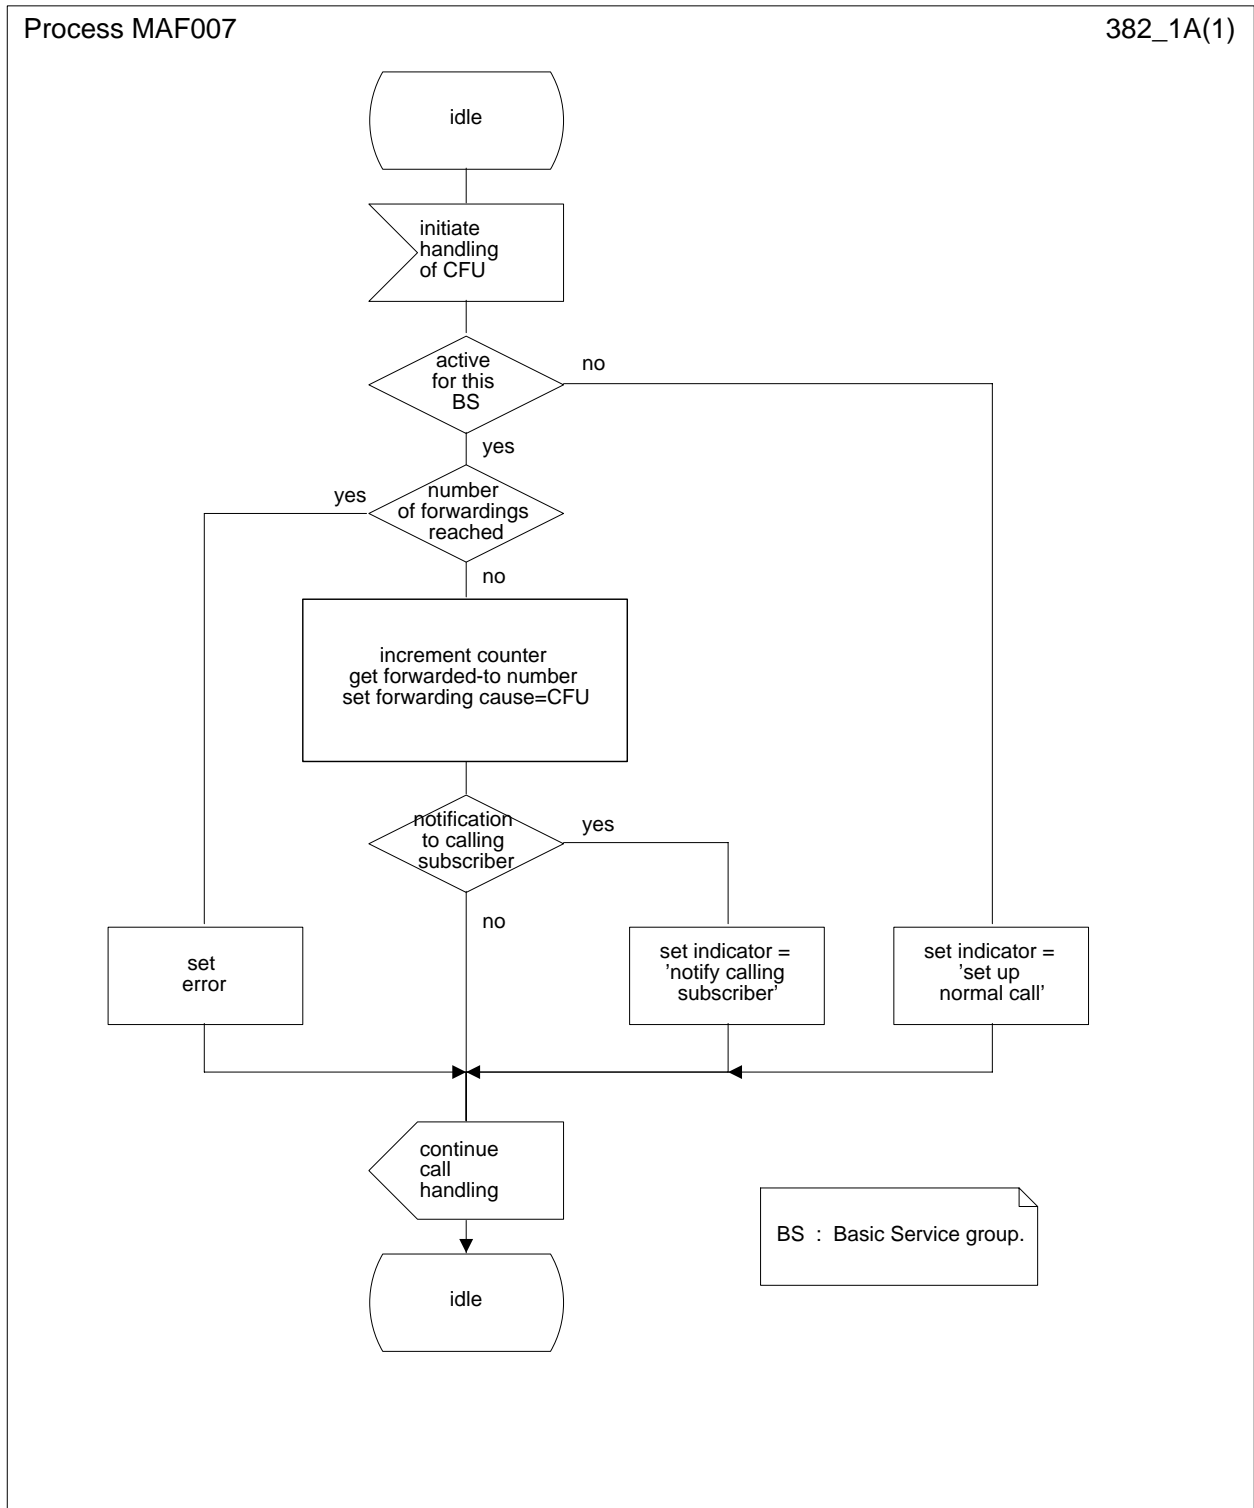 Process MAF007
382_1A(1)
idle
initiate
handling
of CFU
active
for this
BS
no
yes
number
of forwardings
reached
yes
no
increment counter
get forwarded-to number
set forwarding cause=CFU
notification
to calling
subscriber
yes
no
set
error
set indicator =
’notify calling
subscriber’
set indicator =
’set up
normal call’
continue
call
handling
BS : Basic Service group.
idle